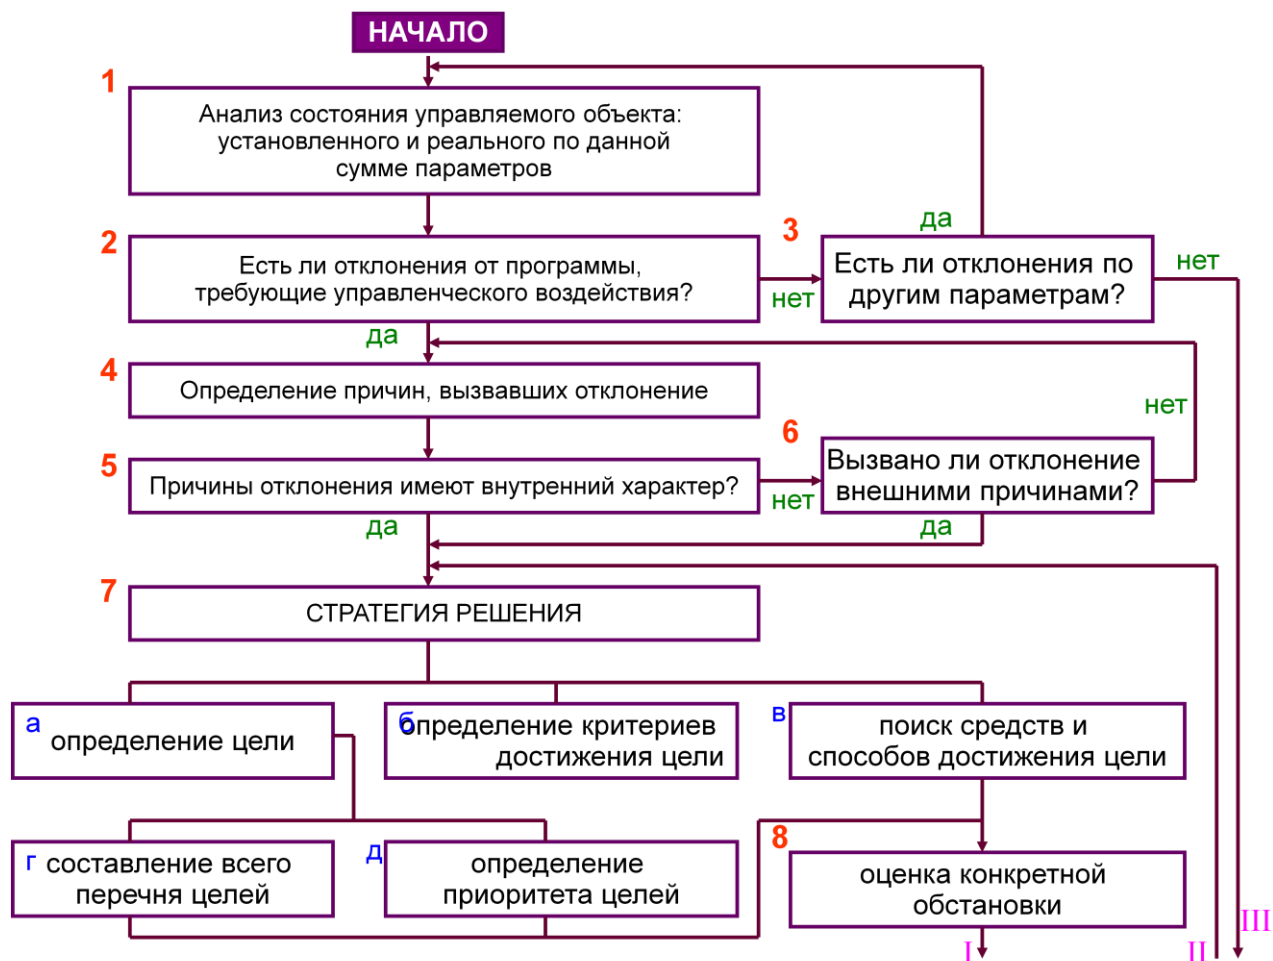 НАЧАЛО
1
Анализ состояния управляемого объекта:
установленного и реального по данной
сумме параметров
2
Есть ли отклонения от программы,
требующие управленческого воздействия?
нет
3
да
Есть ли отклонения по
другим параметрам?
нет
да
4
Определение причин, вызвавших отклонение
нет
5
Причины отклонения имеют внутренний характер?
нет
6
Вызвано ли отклонение
внешними причинами?
да
да
7
СТРАТЕГИЯ РЕШЕНИЯ
а
определение цели
б
определение критериев
достижения цели
в
поиск средств и
способов достижения цели
г
составление всего
перечня целей
д
определение
приоритета целей
8
оценка конкретной
обстановки
I
II
III